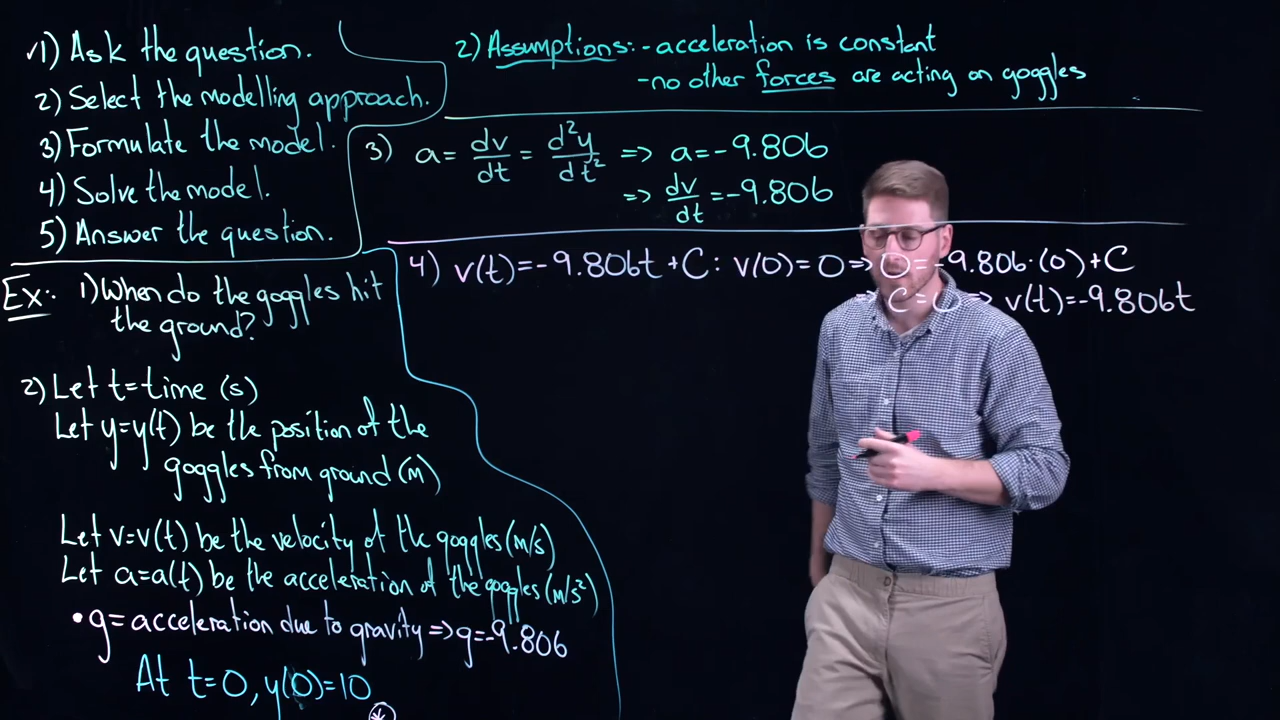 ✓1) Ask the question.
2) Select the modelling approach.
3) Formulate the model.
4) Solve the model.
5) Answer the question.
Ex: 1) When do the goggles hit
the ground?
2) Let t=time (s)
Let y=y(t) be the position of the
goggles from ground (m)
Let v=v(t) be the velocity of the goggles (m/s)
Let a=a(t) be the acceleration of the goggles (m/s²)
• g= acceleration due to gravity => g=-9.806
At t=0, y(0)=10
*
2) Assumptions: - acceleration is constant
- no other forces are acting on goggles
3) a= dv/dt = d²y/dt² => a=-9.806
=> dv/dt =-9.806
4) v(t)=-9.806t + C: v(0)=0 => 0=-9.806·(0)+C
=> C=0 => v(t)=-9.806t